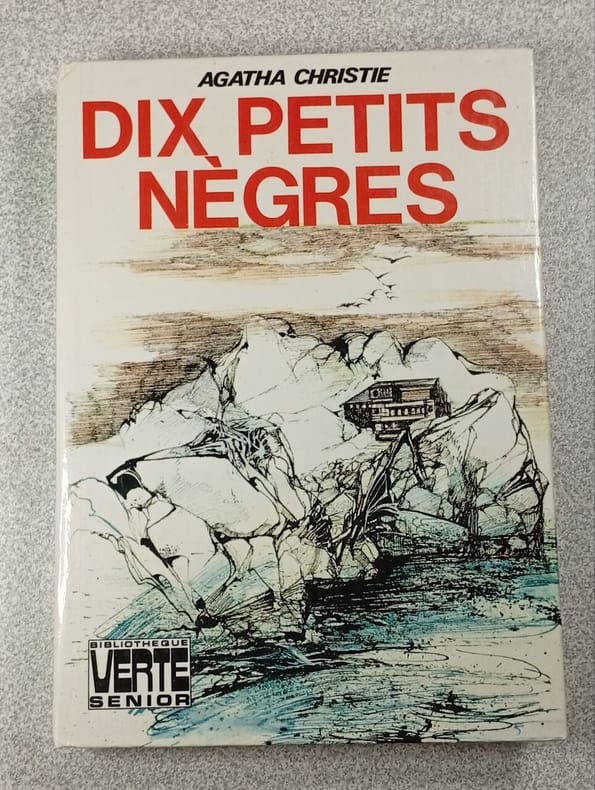 AGATHA CHRISTIE
DIX PETITS
NÈGRES
BIBLIOTHEQUE
VERTE
SENIOR